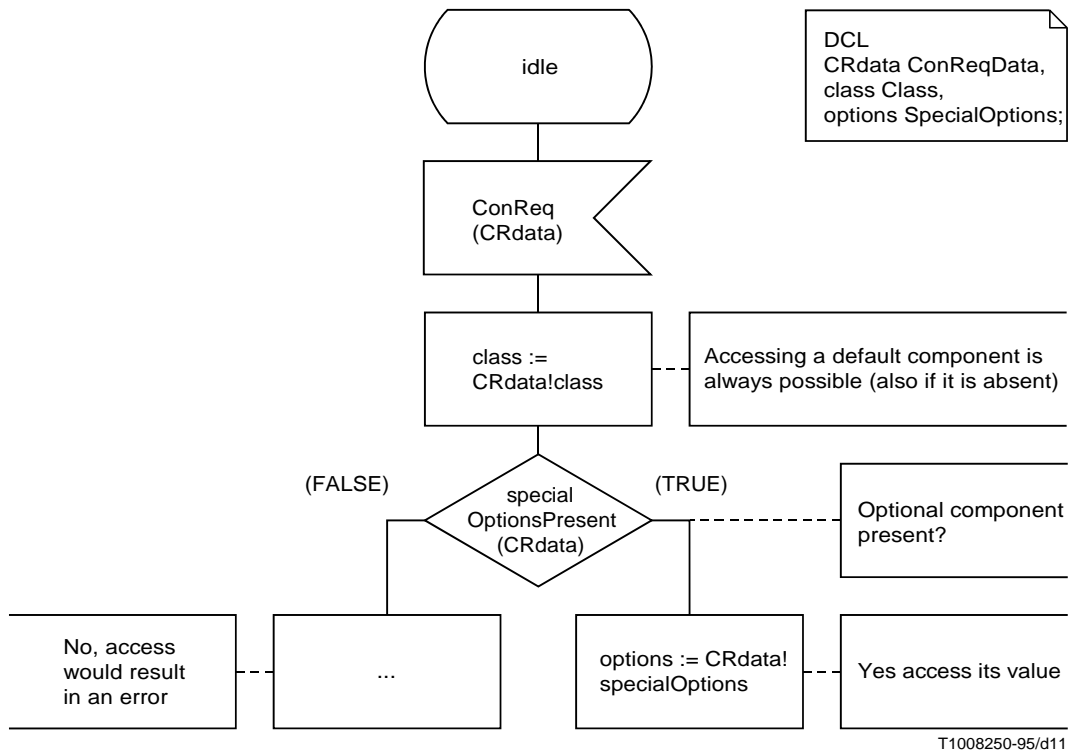 idle
DCL
CRdata ConReqData,
class Class,
options SpecialOptions;
ConReq
(CRdata)
class :=
CRdata!class
Accessing a default component is
always possible (also if it is absent)
(FALSE)
special
OptionsPresent
(CRdata)
(TRUE)
Optional component
present?
No, access
would result
in an error
...
options := CRdata!
specialOptions
Yes access its value
T1008250-95/d11